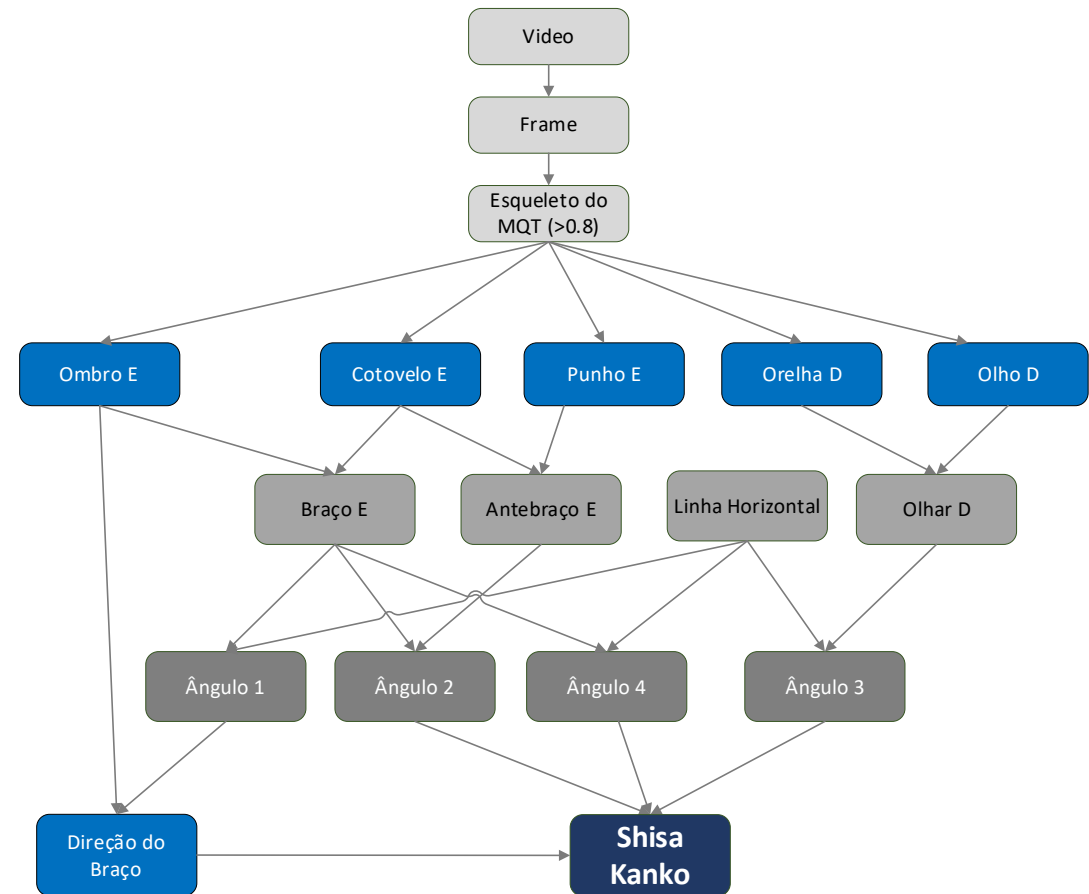 Video
Frame
Esqueleto do
MQT (>0.8)
Ombro E
Cotovelo E
Punho E
Orelha D
Olho D
Braço E
Antebraço E
Linha Horizontal
Olhar D
Ângulo 1
Ângulo 2
Ângulo 4
Ângulo 3
Direção do
Braço
Shisa
Kanko